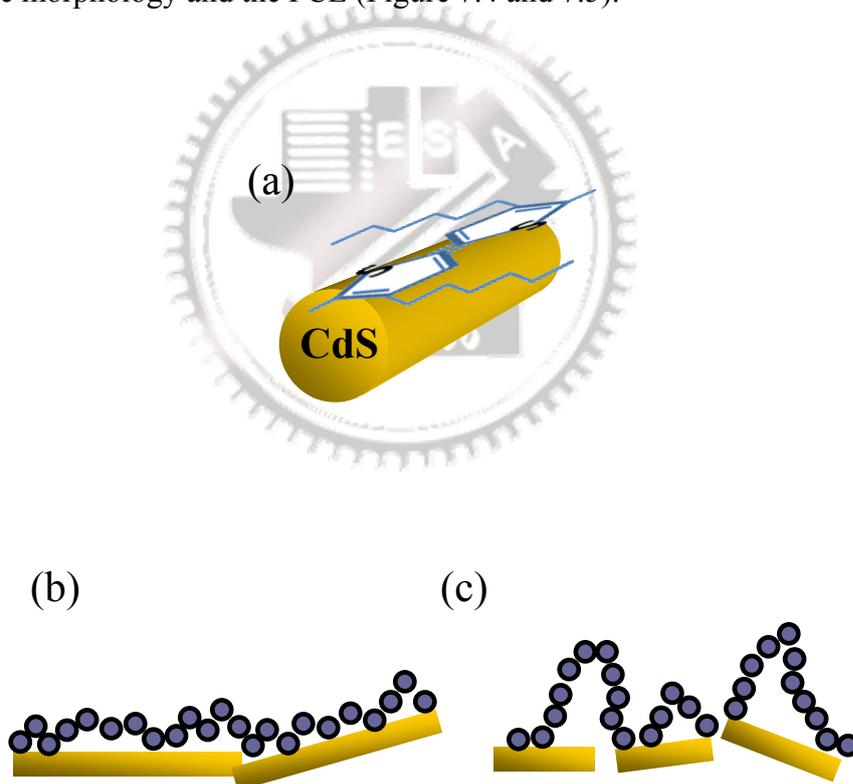 morphology and the PCE (Figure 7.4 and 7.5).
E S A
(a)
S
S
CdS
(b)
(c)